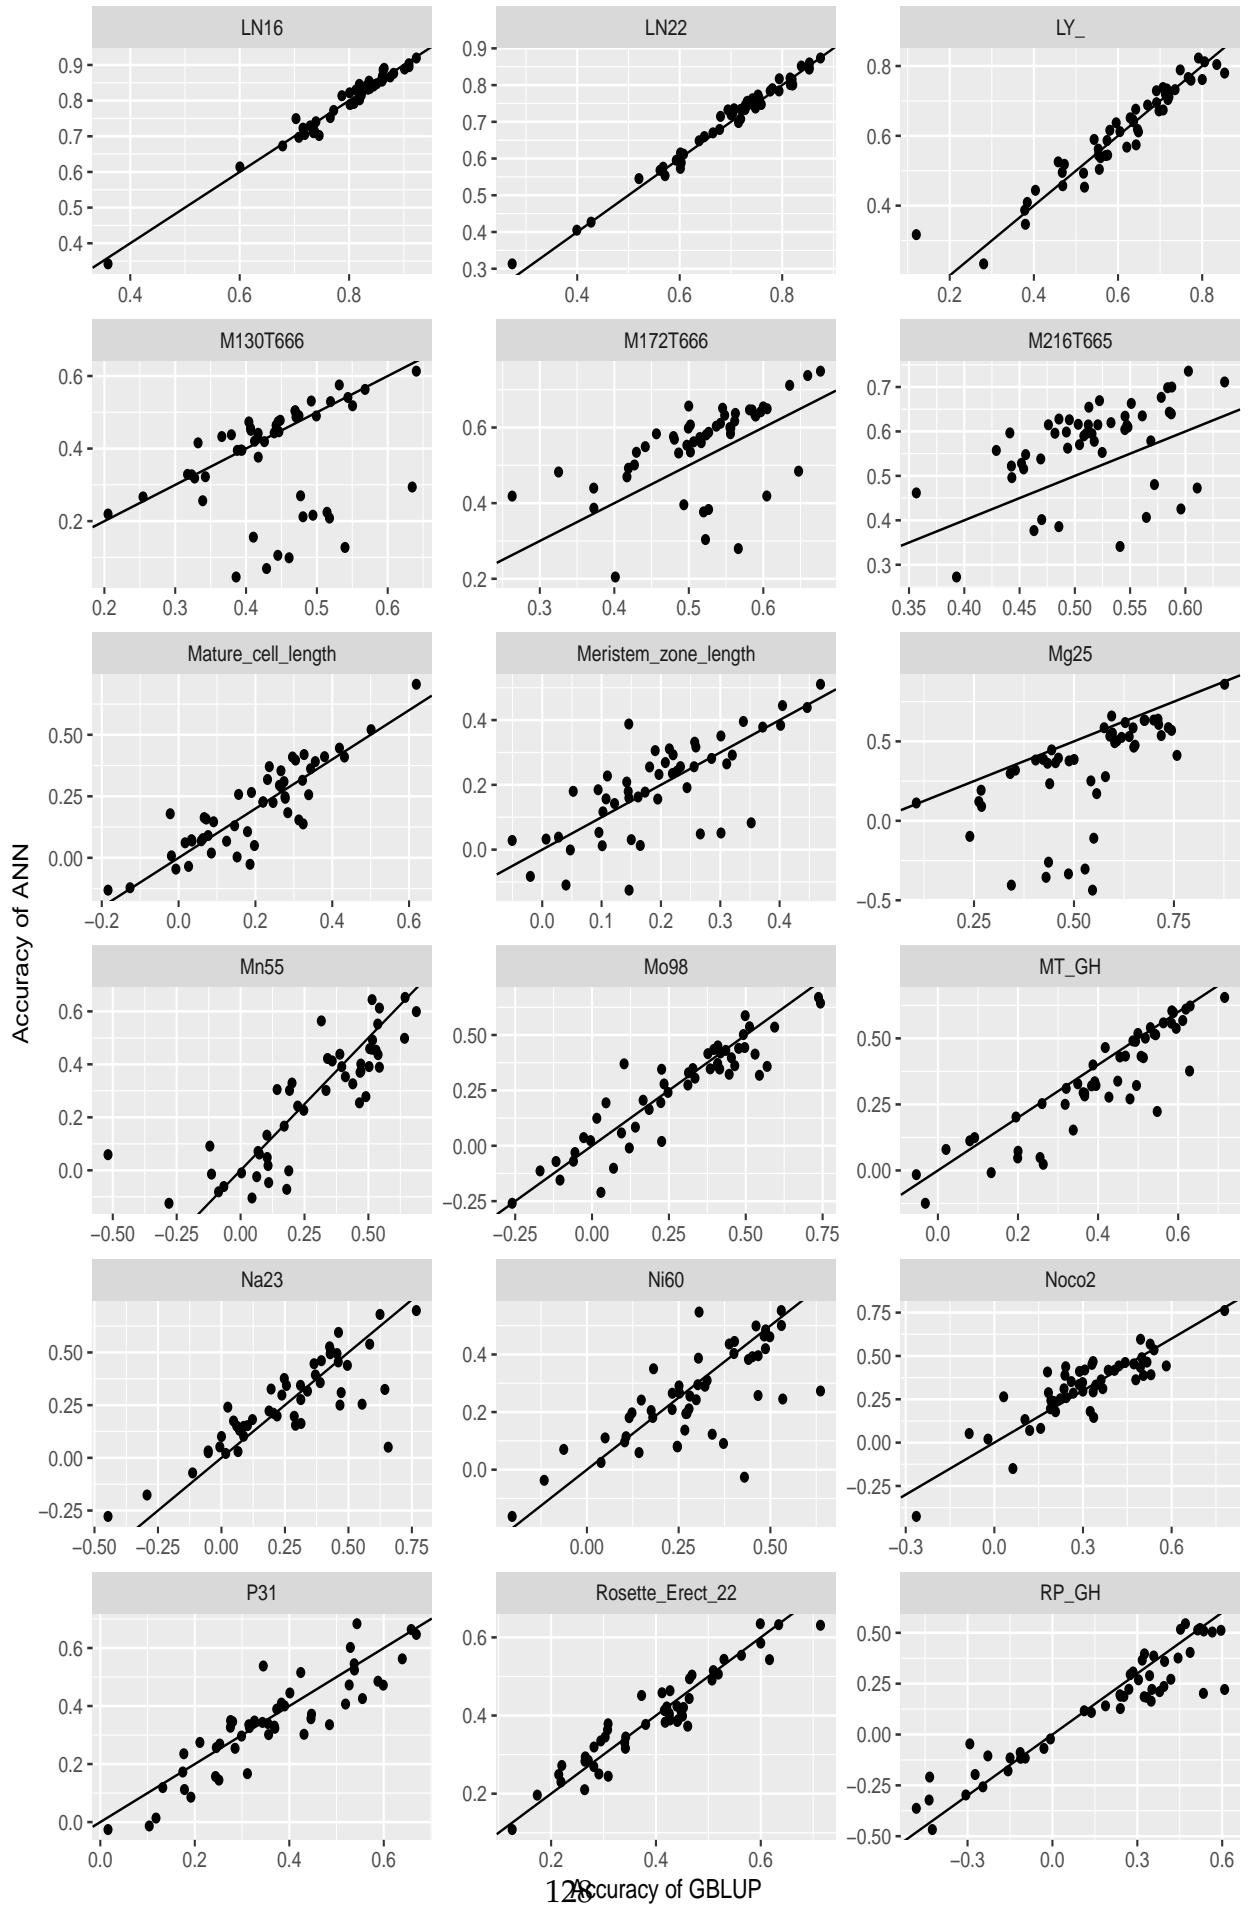 LN16 LN22 LY_
0.9 0.8 0.7 0.6 0.5 0.4
0.9 0.8 0.7 0.6 0.5 0.4 0.3
0.8 0.6 0.4
0.4 0.6 0.8 0.4 0.6 0.8 0.2 0.4 0.6 0.8
M130T666 M172T666 M216T665
0.6 0.4 0.2
0.6 0.4 0.2
0.7 0.6 0.5 0.4 0.3
0.2 0.3 0.4 0.5 0.6 0.3 0.4 0.5 0.6 0.35 0.40 0.45 0.50 0.55 0.60
Mature_cell_length Meristem_zone_length Mg25
0.50 0.25 0.00
0.4 0.2 0.0
0.5 0.0 −0.5
−0.2 0.0 0.2 0.4 0.6 0.0 0.1 0.2 0.3 0.4 0.25 0.50 0.75
Accuracy of ANN
Mn55 Mo98 MT_GH
0.6 0.4 0.2 0.0
0.50 0.25 0.00 −0.25
0.50 0.25 0.00
−0.50 −0.25 0.00 0.25 0.50 −0.25 0.00 0.25 0.50 0.75 0.0 0.2 0.4 0.6
Na23 Ni60 Noco2
0.50 0.25 0.00 −0.25
0.4 0.2 0.0
0.75 0.50 0.25 0.00 −0.25
−0.50 −0.25 0.00 0.25 0.50 0.75 0.00 0.25 0.50 −0.3 0.0 0.3 0.6
P31 Rosette_Erect_22 RP_GH
0.6 0.4 0.2 0.0
0.6 0.4 0.2
0.50 0.25 0.00 −0.25 −0.50
0.0 0.2 0.4 0.6 0.2 0.4 0.6 −0.3 0.0 0.3 0.6
Accuracy of GBLUP
128